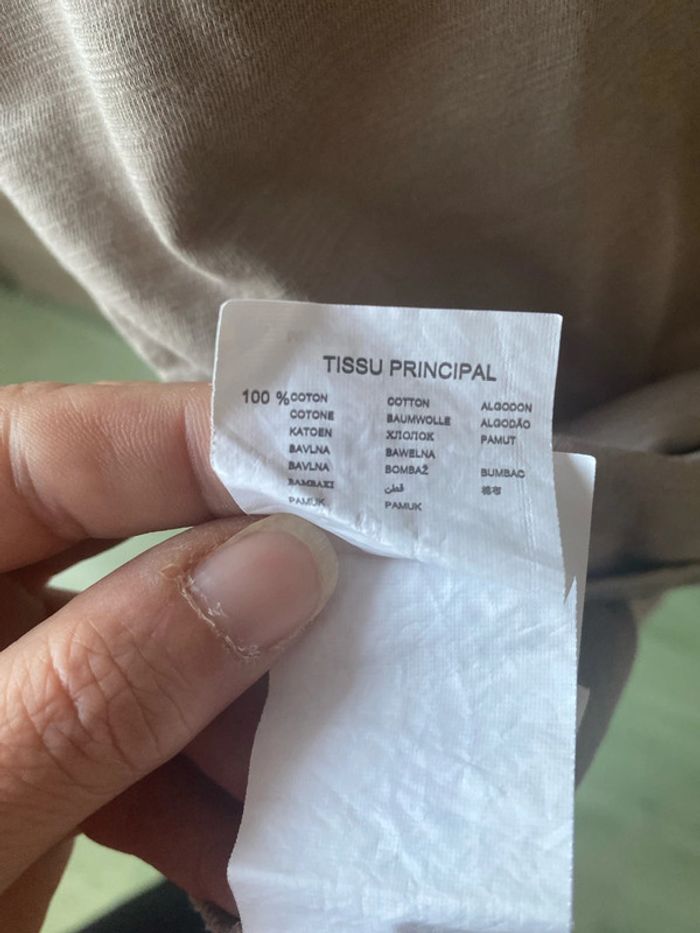 TISSU PRINCIPAL
100 % COTON COTTON ALGODON
COTONE BAUMWOLLE ALGODÃO
KATOEN ХЛОПОК PAMUT
BAVLNA BAWEŁNA
BAVLNA BOMBAŽ BUMBAC
ΒΑΜΒΑΚΙ قطن 棉布
PAMUK PAMUK